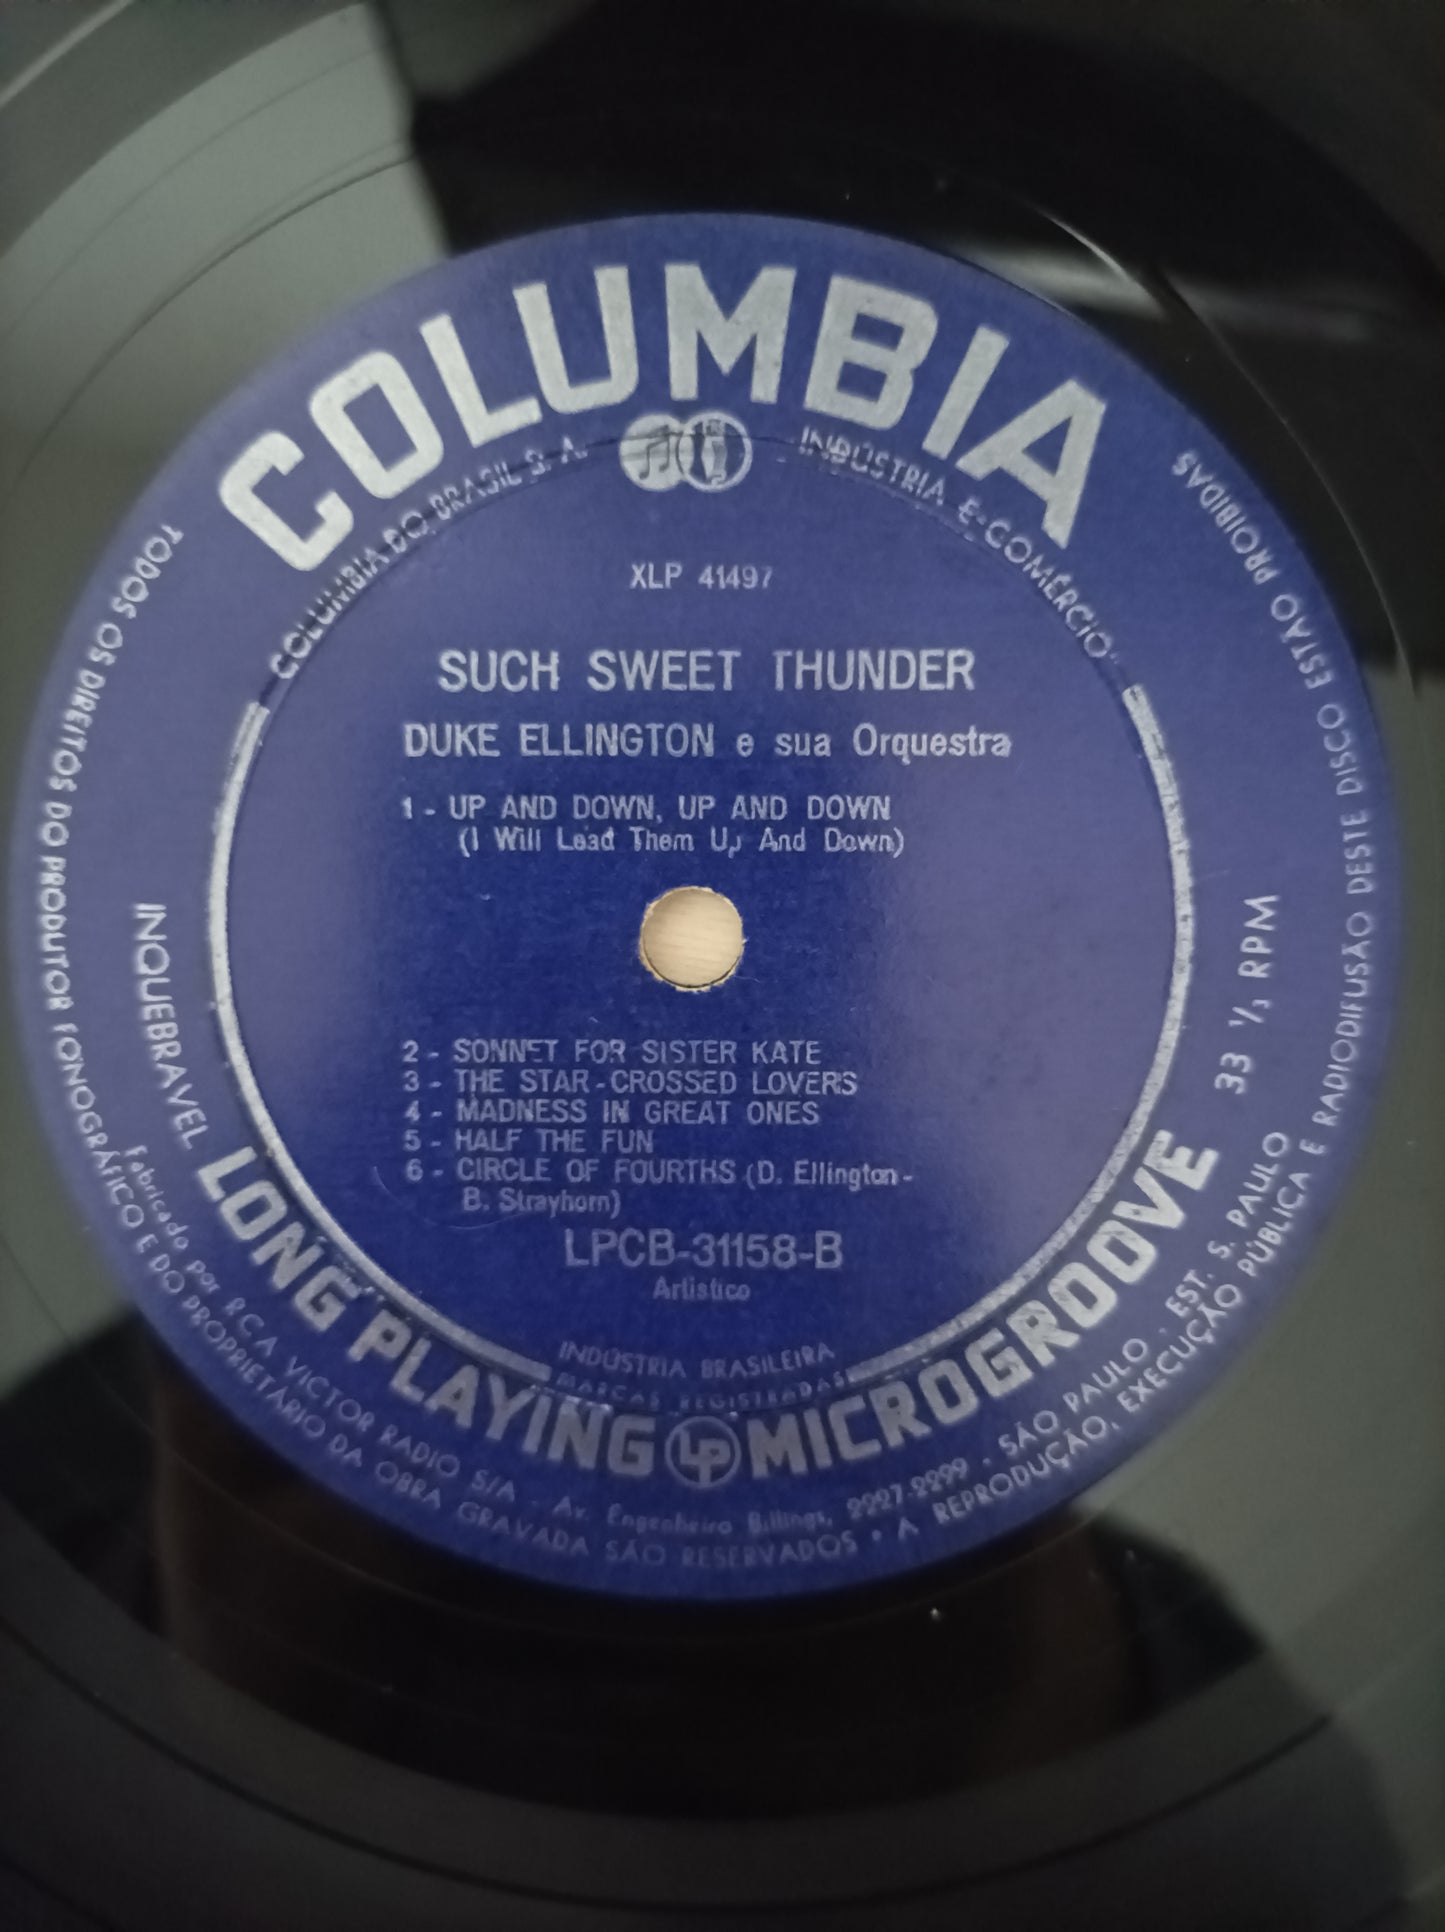 COLUMBIA
COLUMBIA DO BRASIL S. A. INDÚSTRIA E COMÉRCIO
XLP 41497
SUCH SWEET THUNDER
DUKE ELLINGTON e sua Orquestra
1 - UP AND DOWN, UP AND DOWN
(I Will Lead Them Up And Down)
2 - SONNET FOR SISTER KATE
3 - THE STAR-CROSSED LOVERS
4 - MADNESS IN GREAT ONES
5 - HALF THE FUN
6 - CIRCLE OF FOURTHS (D. Ellington -
B. Strayhorn)
LPCB-31158-B
Artístico
INDÚSTRIA BRASILEIRA
MARCAS REGISTRADAS
INQUEBRAVEL
33 1/3 RPM
LONG PLAYING LP MICROGROOVE
Fabricado por R.C.A VICTOR RADIO S/A - Av. Engenheiro Billings, 2227-2299 - SÃO PAULO - EST. S. PAULO
TODOS OS DIREITOS DO PRODUTOR FONOGRÁFICO E DO PROPRIETÁRIO DA OBRA GRAVADA SÃO RESERVADOS • A REPRODUÇÃO, EXECUÇÃO PÚBLICA E RADIODIFUSÃO DESTE DISCO ESTÃO PROIBIDAS